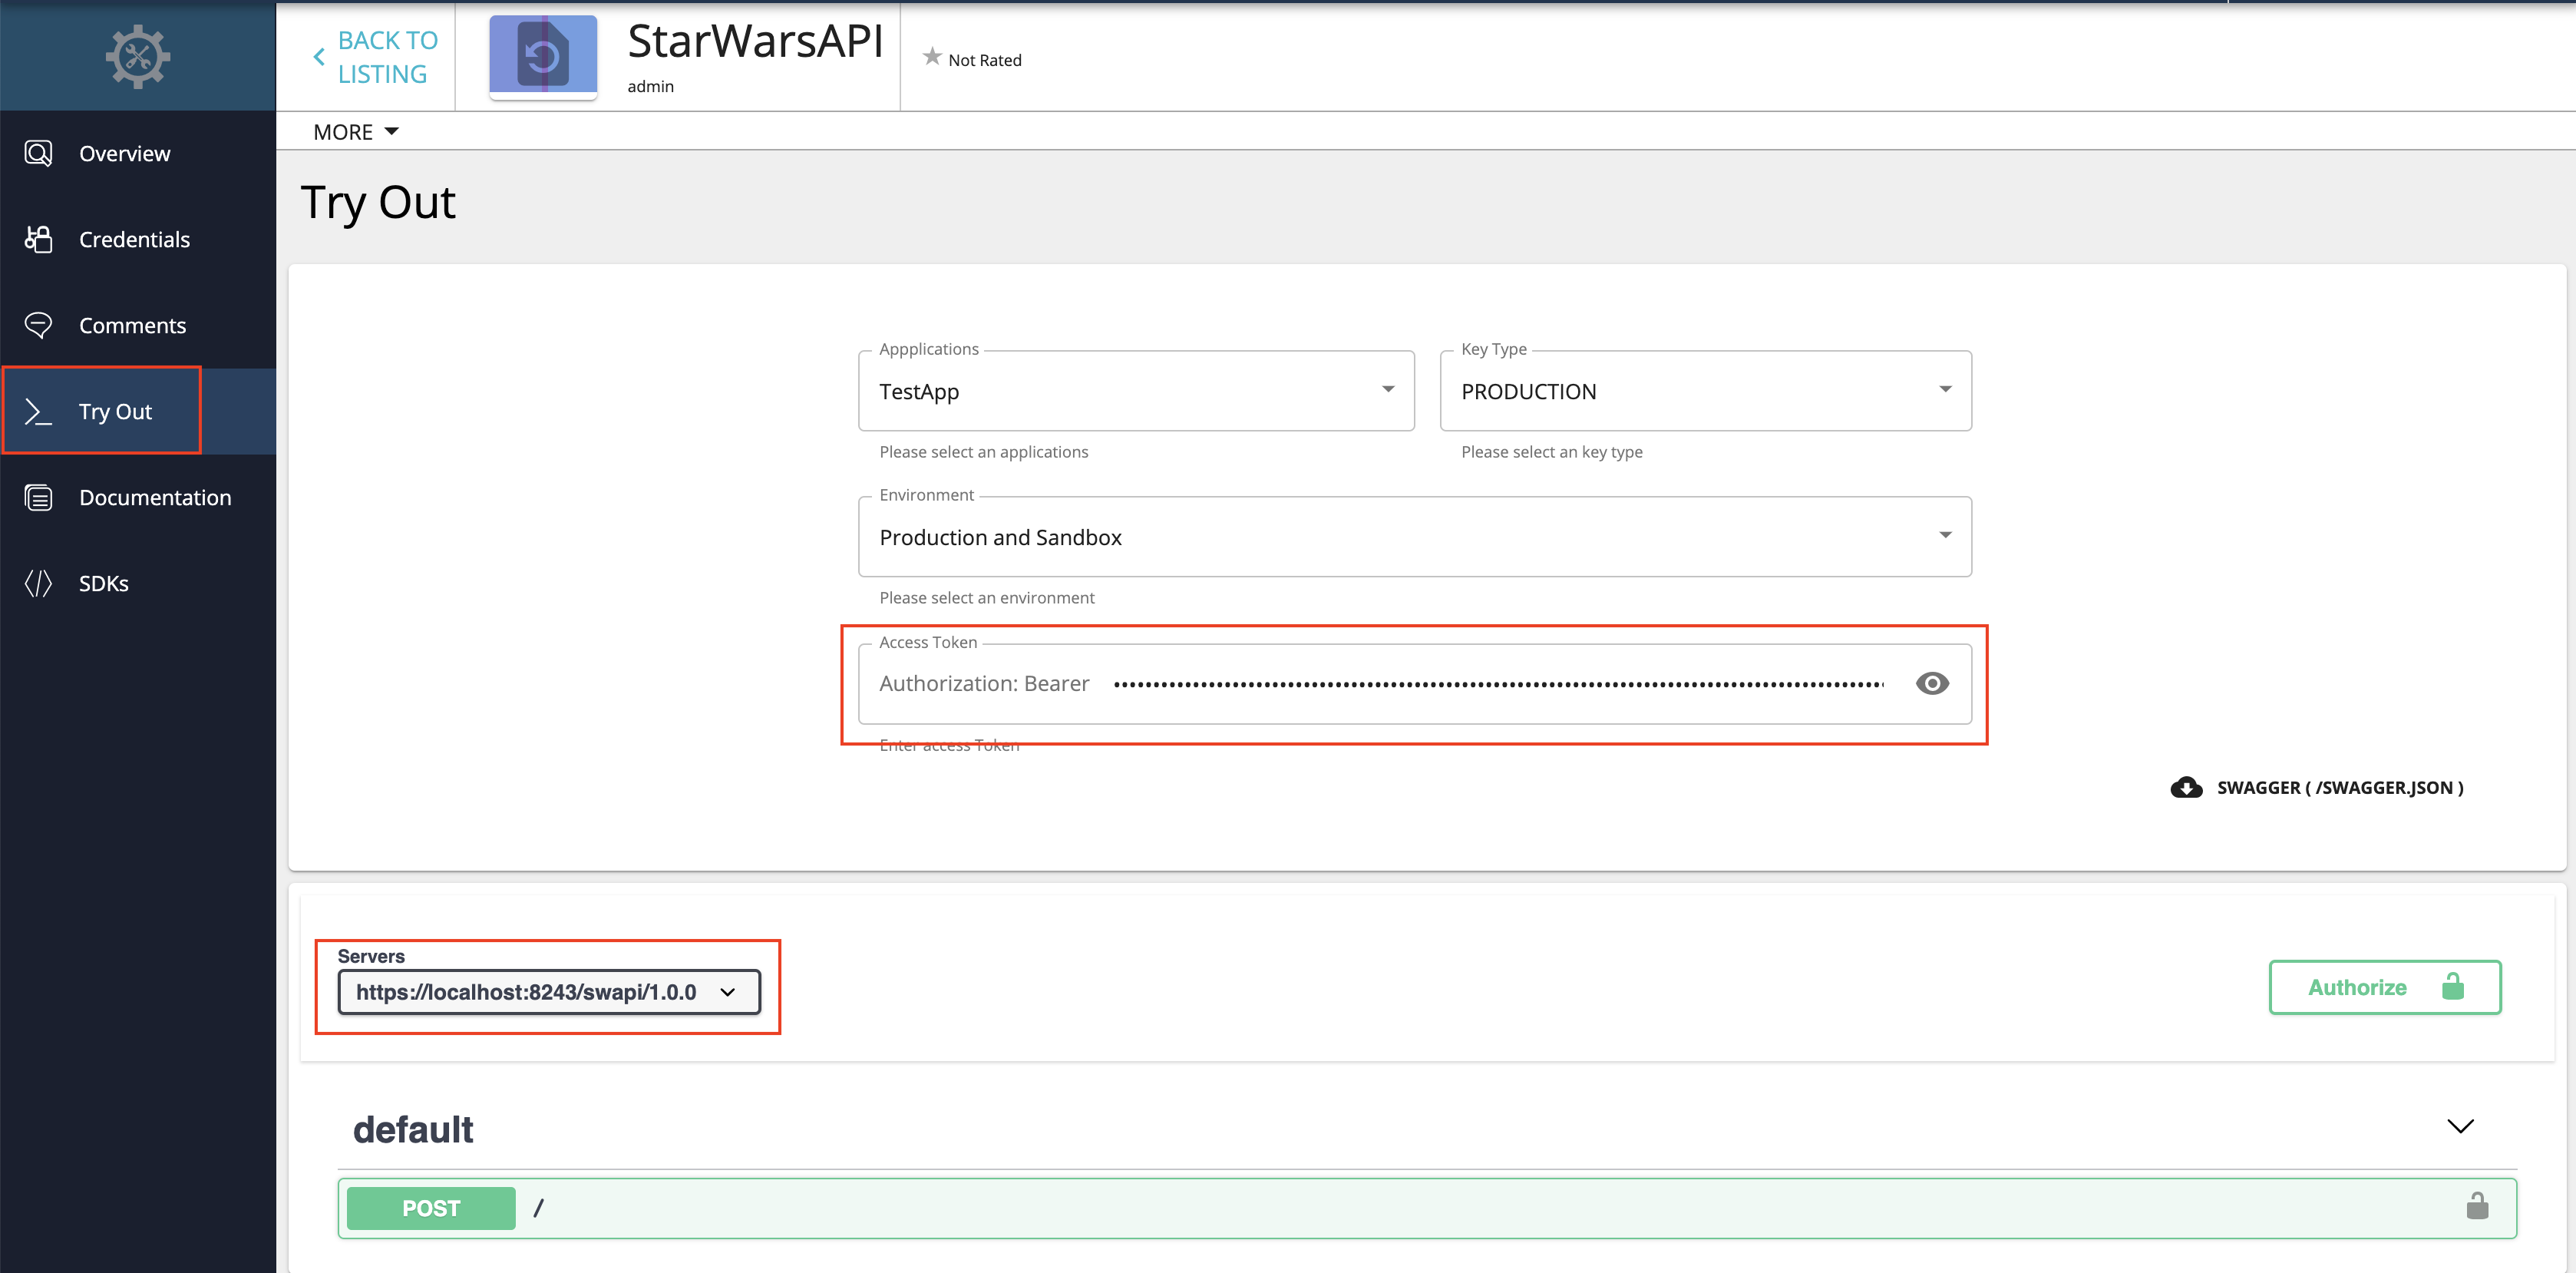 BACK TO
LISTING
StarWarsAPI
admin
Not Rated
MORE
Overview
Credentials
Comments
Try Out
Documentation
SDKs
Try Out
Appplications
TestApp
Please select an applications
Key Type
PRODUCTION
Please select an key type
Environment
Production and Sandbox
Please select an environment
Access Token
Authorization: Bearer
Enter access Token
SWAGGER ( /SWAGGER.JSON )
Servers
https://localhost:8243/swapi/1.0.0
Authorize
default
POST /